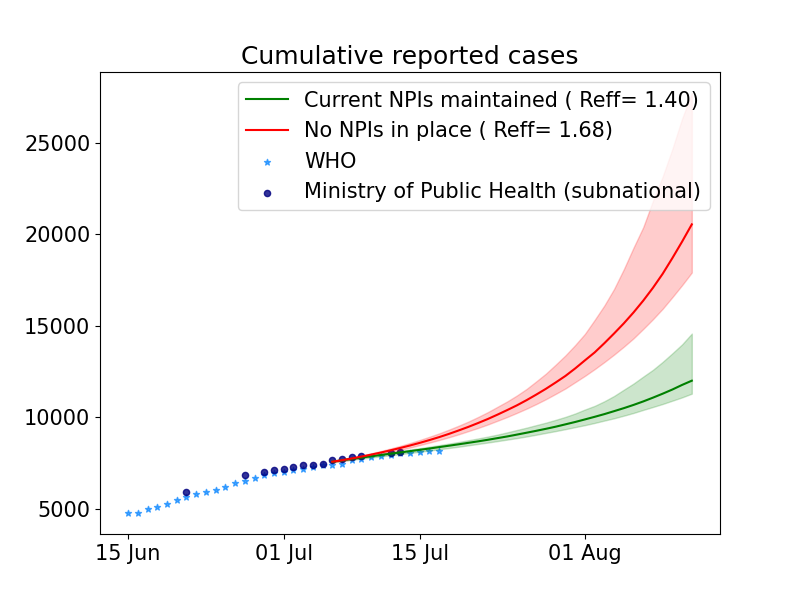 Cumulative reported cases
Current NPIs maintained ( Reff= 1.40)
No NPIs in place ( Reff= 1.68)
WHO
Ministry of Public Health (subnational)
25000
20000
15000
10000
5000
15 Jun
01 Jul
15 Jul
01 Aug